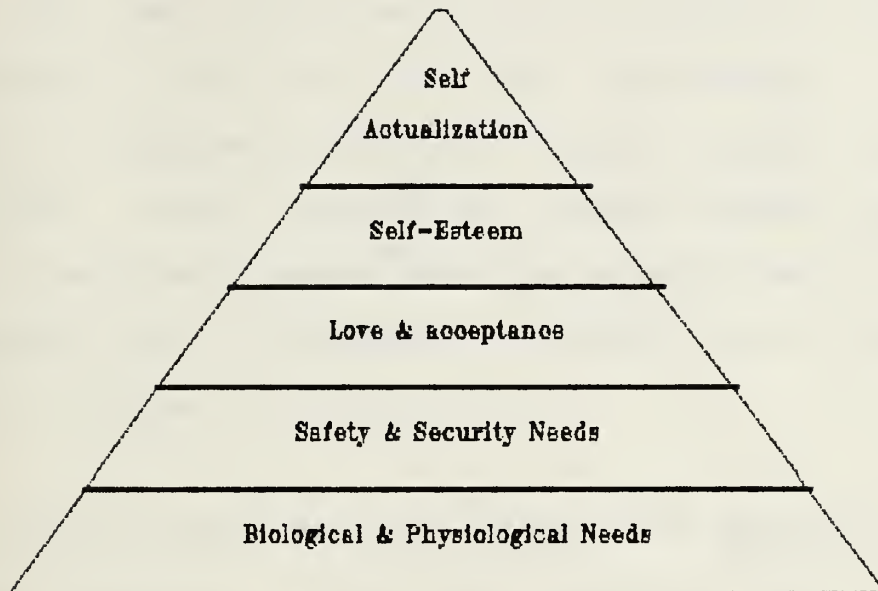 Self
Actualization
Self-Esteem
Love & acceptance
Safety & Security Needs
Biological & Physiological Needs